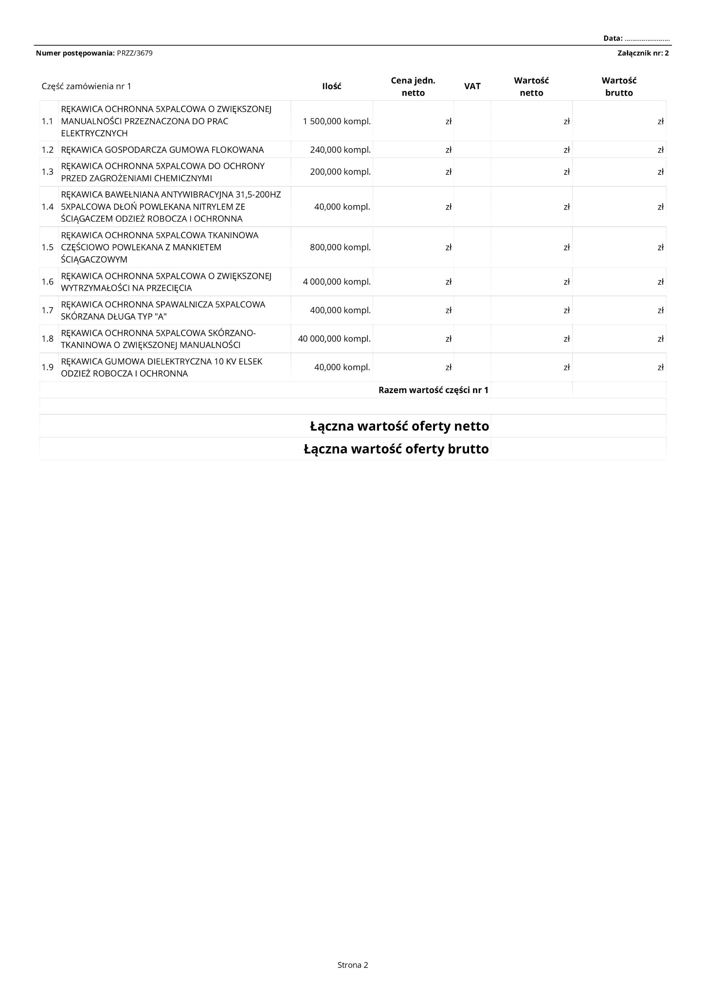 Data: ........................
Numer postępowania: PRZZ/3679 Załącznik nr: 2
Część zamówienia nr 1 Ilość Cena jedn. netto VAT Wartość netto Wartość brutto
1.1 RĘKAWICA OCHRONNA 5XPALCOWA O ZWIĘKSZONEJ
MANUALNOŚCI PRZEZNACZONA DO PRAC
ELEKTRYCZNYCH 1 500,000 kompl. zł zł zł
1.2 RĘKAWICA GOSPODARCZA GUMOWA FLOKOWANA 240,000 kompl. zł zł zł
1.3 RĘKAWICA OCHRONNA 5XPALCOWA DO OCHRONY
PRZED ZAGROŻENIAMI CHEMICZNYMI 200,000 kompl. zł zł zł
1.4 RĘKAWICA BAWEŁNIANA ANTYWIBRACYJNA 31,5-200HZ
5XPALCOWA DŁOŃ POWLEKANA NITRYLEM ZE
ŚCIĄGACZEM ODZIEŻ ROBOCZA I OCHRONNA 40,000 kompl. zł zł zł
1.5 RĘKAWICA OCHRONNA 5XPALCOWA TKANINOWA
CZĘŚCIOWO POWLEKANA Z MANKIETEM
ŚCIĄGACZOWYM 800,000 kompl. zł zł zł
1.6 RĘKAWICA OCHRONNA 5XPALCOWA O ZWIĘKSZONEJ
WYTRZYMAŁOŚCI NA PRZECIĘCIA 4 000,000 kompl. zł zł zł
1.7 RĘKAWICA OCHRONNA SPAWALNICZA 5XPALCOWA
SKÓRZANA DŁUGA TYP "A" 400,000 kompl. zł zł zł
1.8 RĘKAWICA OCHRONNA 5XPALCOWA SKÓRZANO-
TKANINOWA O ZWIĘKSZONEJ MANUALNOŚCI 40 000,000 kompl. zł zł zł
1.9 RĘKAWICA GUMOWA DIELEKTRYCZNA 10 KV ELSEK
ODZIEŻ ROBOCZA I OCHRONNA 40,000 kompl. zł zł zł
Razem wartość części nr 1
Łączna wartość oferty netto
Łączna wartość oferty brutto
Strona 2